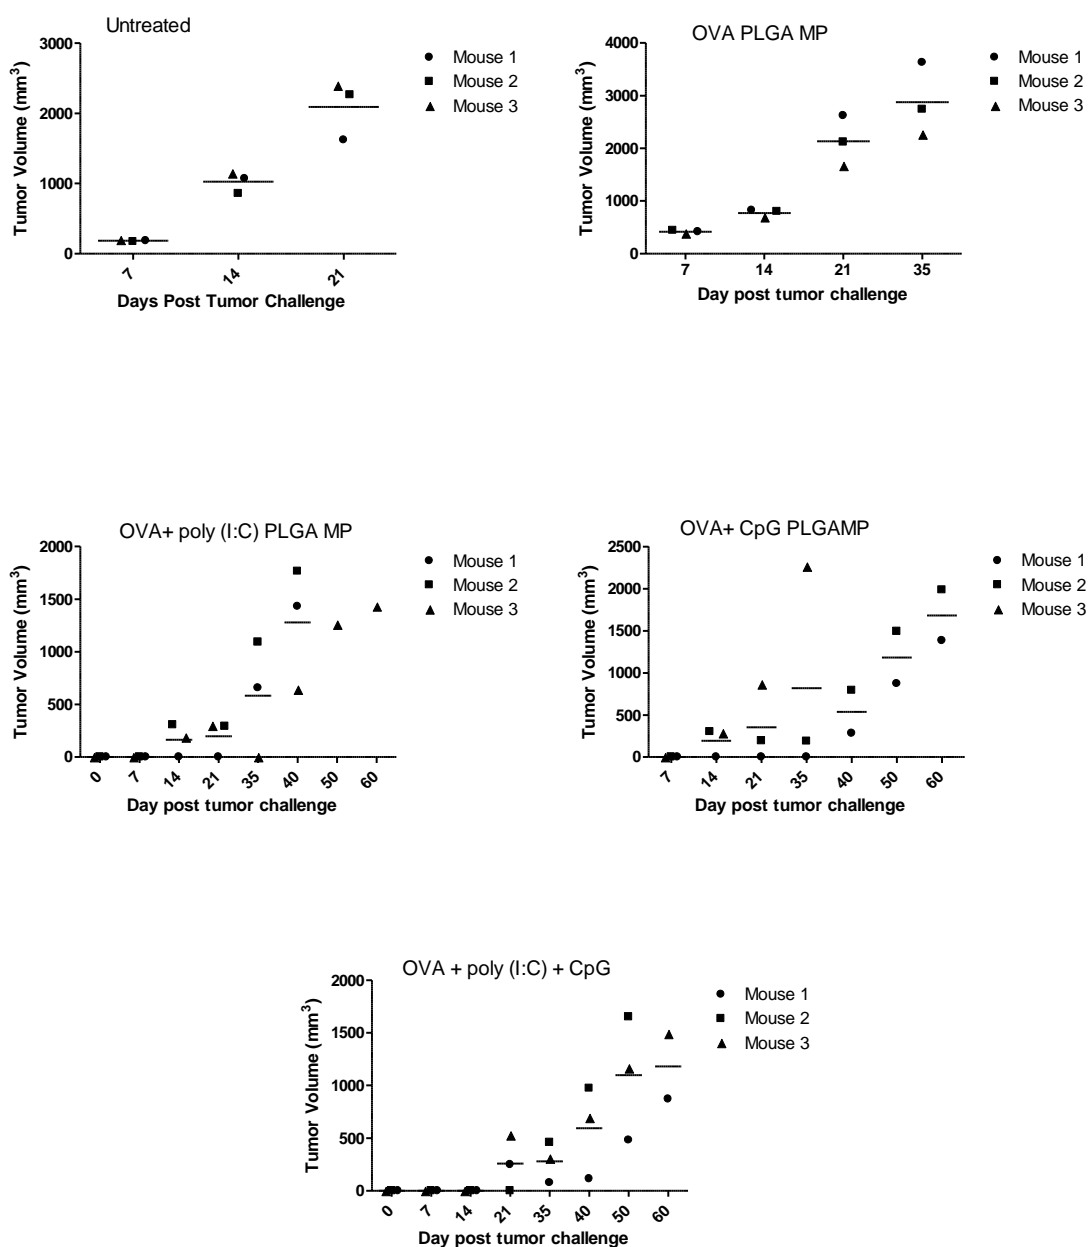 Untreated
Tumor Volume (mm³)
3000
2000
1000
0
7
14
21
Days Post Tumor Challenge
Mouse 1
Mouse 2
Mouse 3
OVA PLGA MP
Tumor Volume (mm³)
4000
3000
2000
1000
0
7
14
21
35
Day post tumor challenge
Mouse 1
Mouse 2
Mouse 3
OVA+ poly (I:C) PLGA MP
Tumor Volume (mm³)
2000
1500
1000
500
0
0
7
14
21
35
40
50
60
Day post tumor challenge
Mouse 1
Mouse 2
Mouse 3
OVA+ CpG PLGAMP
Tumor Volume (mm³)
2500
2000
1500
1000
500
0
7
14
21
35
40
50
60
Day post tumor challenge
Mouse 1
Mouse 2
Mouse 3
OVA + poly (I:C) + CpG
Tumor Volume (mm³)
2000
1500
1000
500
0
0
7
14
21
35
40
50
60
Day post tumor challenge
Mouse 1
Mouse 2
Mouse 3